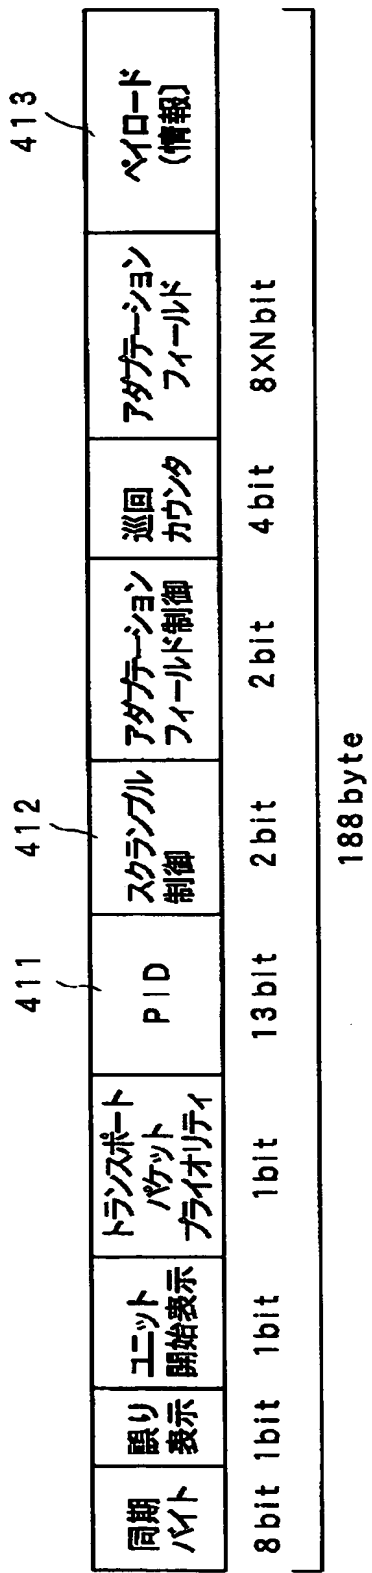 411
412
413
同期
バイト
誤り
表示
ユニット
開始表示
トランスポート
パケット
プライオリティ
PID
スクランブル
制御
アダプテーション
フィールド制御
巡回
カウンタ
アダプテーション
フィールド
ペイロード
(情報)
8bit
1bit
1bit
1bit
13bit
2bit
2bit
4bit
8×Nbit
188byte